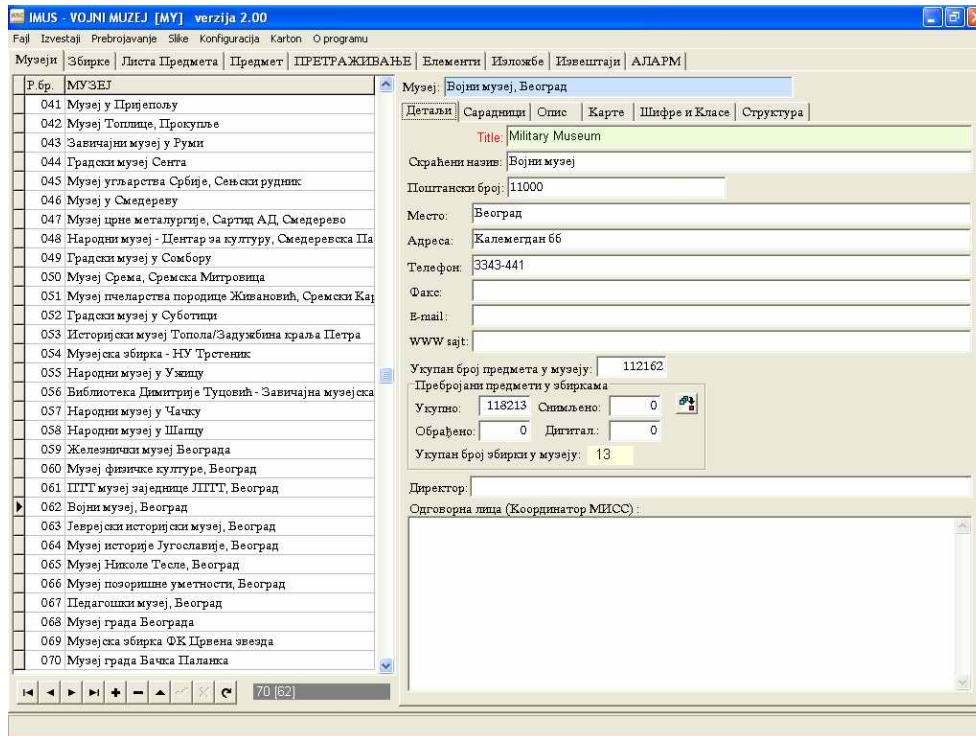 IMUS - VOJNI MUZEJ [MY] verzija 2.00
Fajl Izvestaji Prebrojavanje Slike Konfiguracija Karton O programu
Музеји Збирке Листа Предмета Предмет ПРЕТРАЖИВАЊЕ Елементи Изложбе Извештаји АЛАРМ
Р.бр. МУЗЕЈ
041 Музеј у Пријепољу
042 Музеј Топлице, Прокупље
043 Завичајни музеј у Руми
044 Градски музеј Сента
045 Музеј угљарства Србије, Сењски рудник
046 Музеј у Смедереву
047 Музеј црне металургије, Сартид АД, Смедерево
048 Народни музеј - Центар за културу, Смедеревска Па
049 Градски музеј у Сомбору
050 Музеј Срема, Сремска Митровица
051 Музеј пчеларства породице Живановић, Сремски Кар
052 Градски музеј у Суботици
053 Историјски музеј Топола/Задужбина краља Петра
054 Музејска збирка - НУ Трстеник
055 Народни музеј у Ужицу
056 Библиотека Димитрије Туцовић - Завичајна музејска
057 Народни музеј у Чачку
058 Народни музеј у Шапцу
059 Железнички музеј Београда
060 Музеј физичке културе, Београд
061 ПТТ музеј заједнице ЈПТТ, Београд
062 Војни музеј, Београд
063 Јеврејски историјски музеј, Београд
064 Музеј историје Југославије, Београд
065 Музеј Николе Тесле, Београд
066 Музеј позоришне уметности, Београд
067 Педагошки музеј, Београд
068 Музеј града Београда
069 Музејска збирка ФК Црвена звезда
070 Музеј града Бачка Паланка
70 [62]
Музеј: Војни музеј, Београд
Детаљи Сарадници Опис Карте Шифре и Класе Структура
Title: Military Museum
Скраћени назив: Војни музеј
Поштански број: 11000
Место: Београд
Адреса: Калемегдан бб
Телефон: 3343-441
Факс:
E-mail:
WWW sajt:
Укупан број предмета у музеју: 112162
Пребројани предмети у збиркама
Укупно: 118213 Снимљено: 0
Обрађено: 0 Дигитал.: 0
Укупан број збирки у музеју: 13
Директор:
Одговорна лица (Координатор МИСС) :